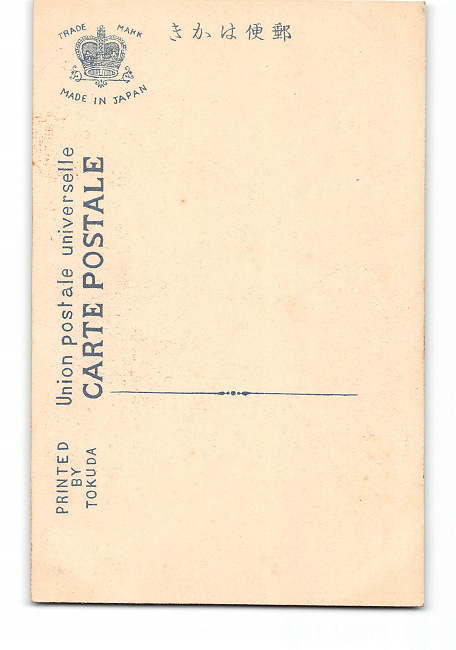 TRADE MARK
MADE IN JAPAN
郵便はかき
Union postale universelle
CARTE POSTALE
PRINTED
BY
TOKUDA